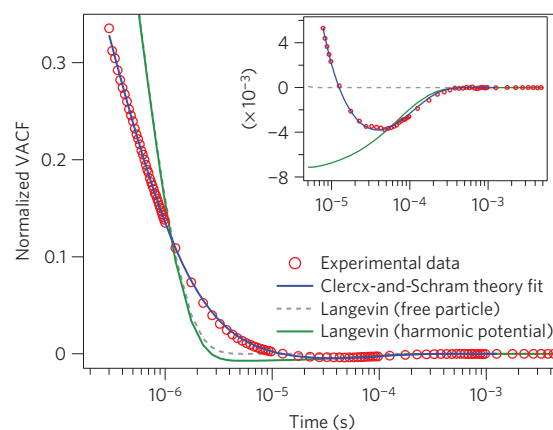 Normalized VACF
0.3
0.2
0.1
0
10⁻⁶
10⁻⁵
10⁻⁴
10⁻³
Time (s)
(×10⁻³)
4
0
−4
−8
10⁻⁵
10⁻⁴
10⁻³
Experimental data
Clercx-and-Schram theory fit
Langevin (free particle)
Langevin (harmonic potential)